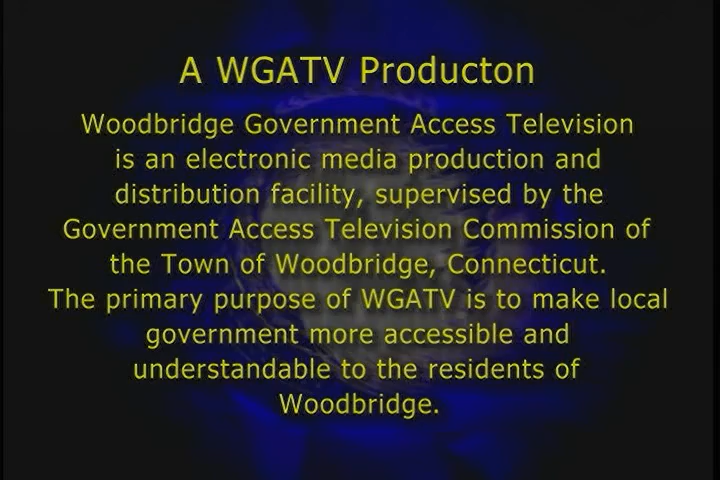 A WGATV Producton
Woodbridge Government Access Television
is an electronic media production and
distribution facility, supervised by the
Government Access Television Commission of
the Town of Woodbridge, Connecticut.
The primary purpose of WGATV is to make local
government more accessible and
understandable to the residents of
Woodbridge.